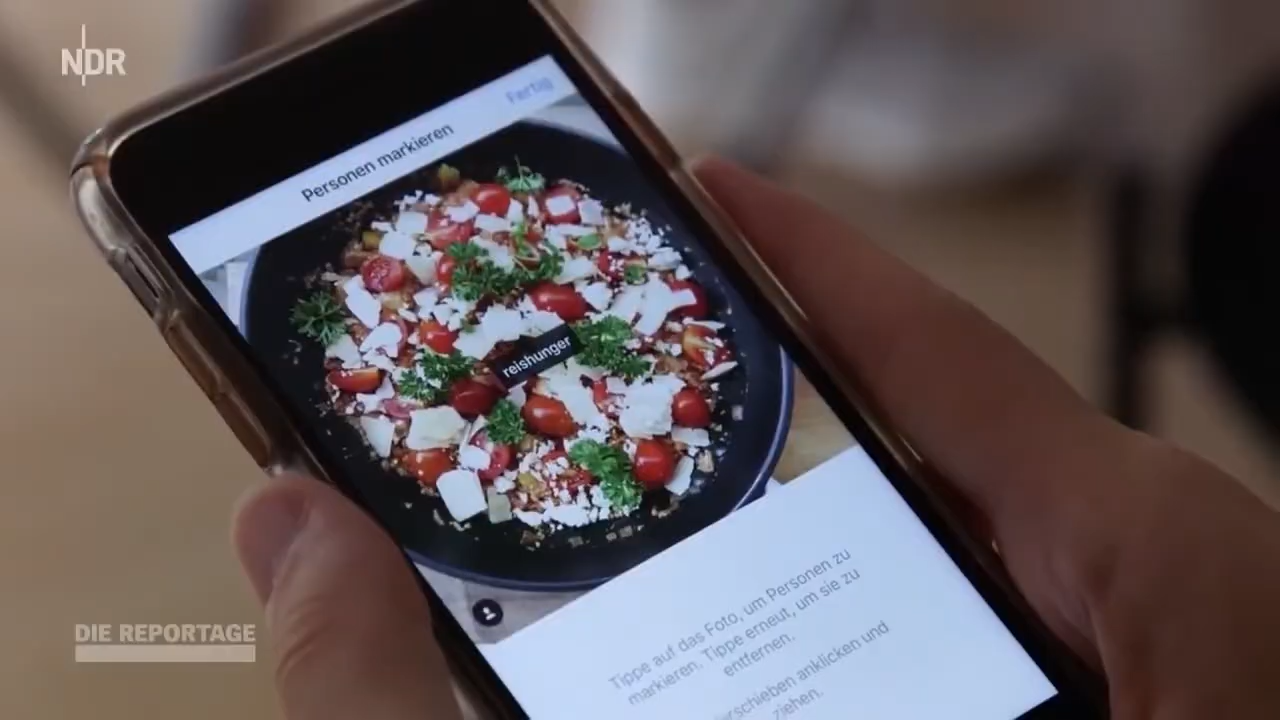 NDR
Fertig
Personen markieren
reishunger
Tippe auf das Foto, um Personen zu
markieren. Tippe erneut, um sie zu
entfernen.
anklicken und
ziehen.
DIE REPORTAGE